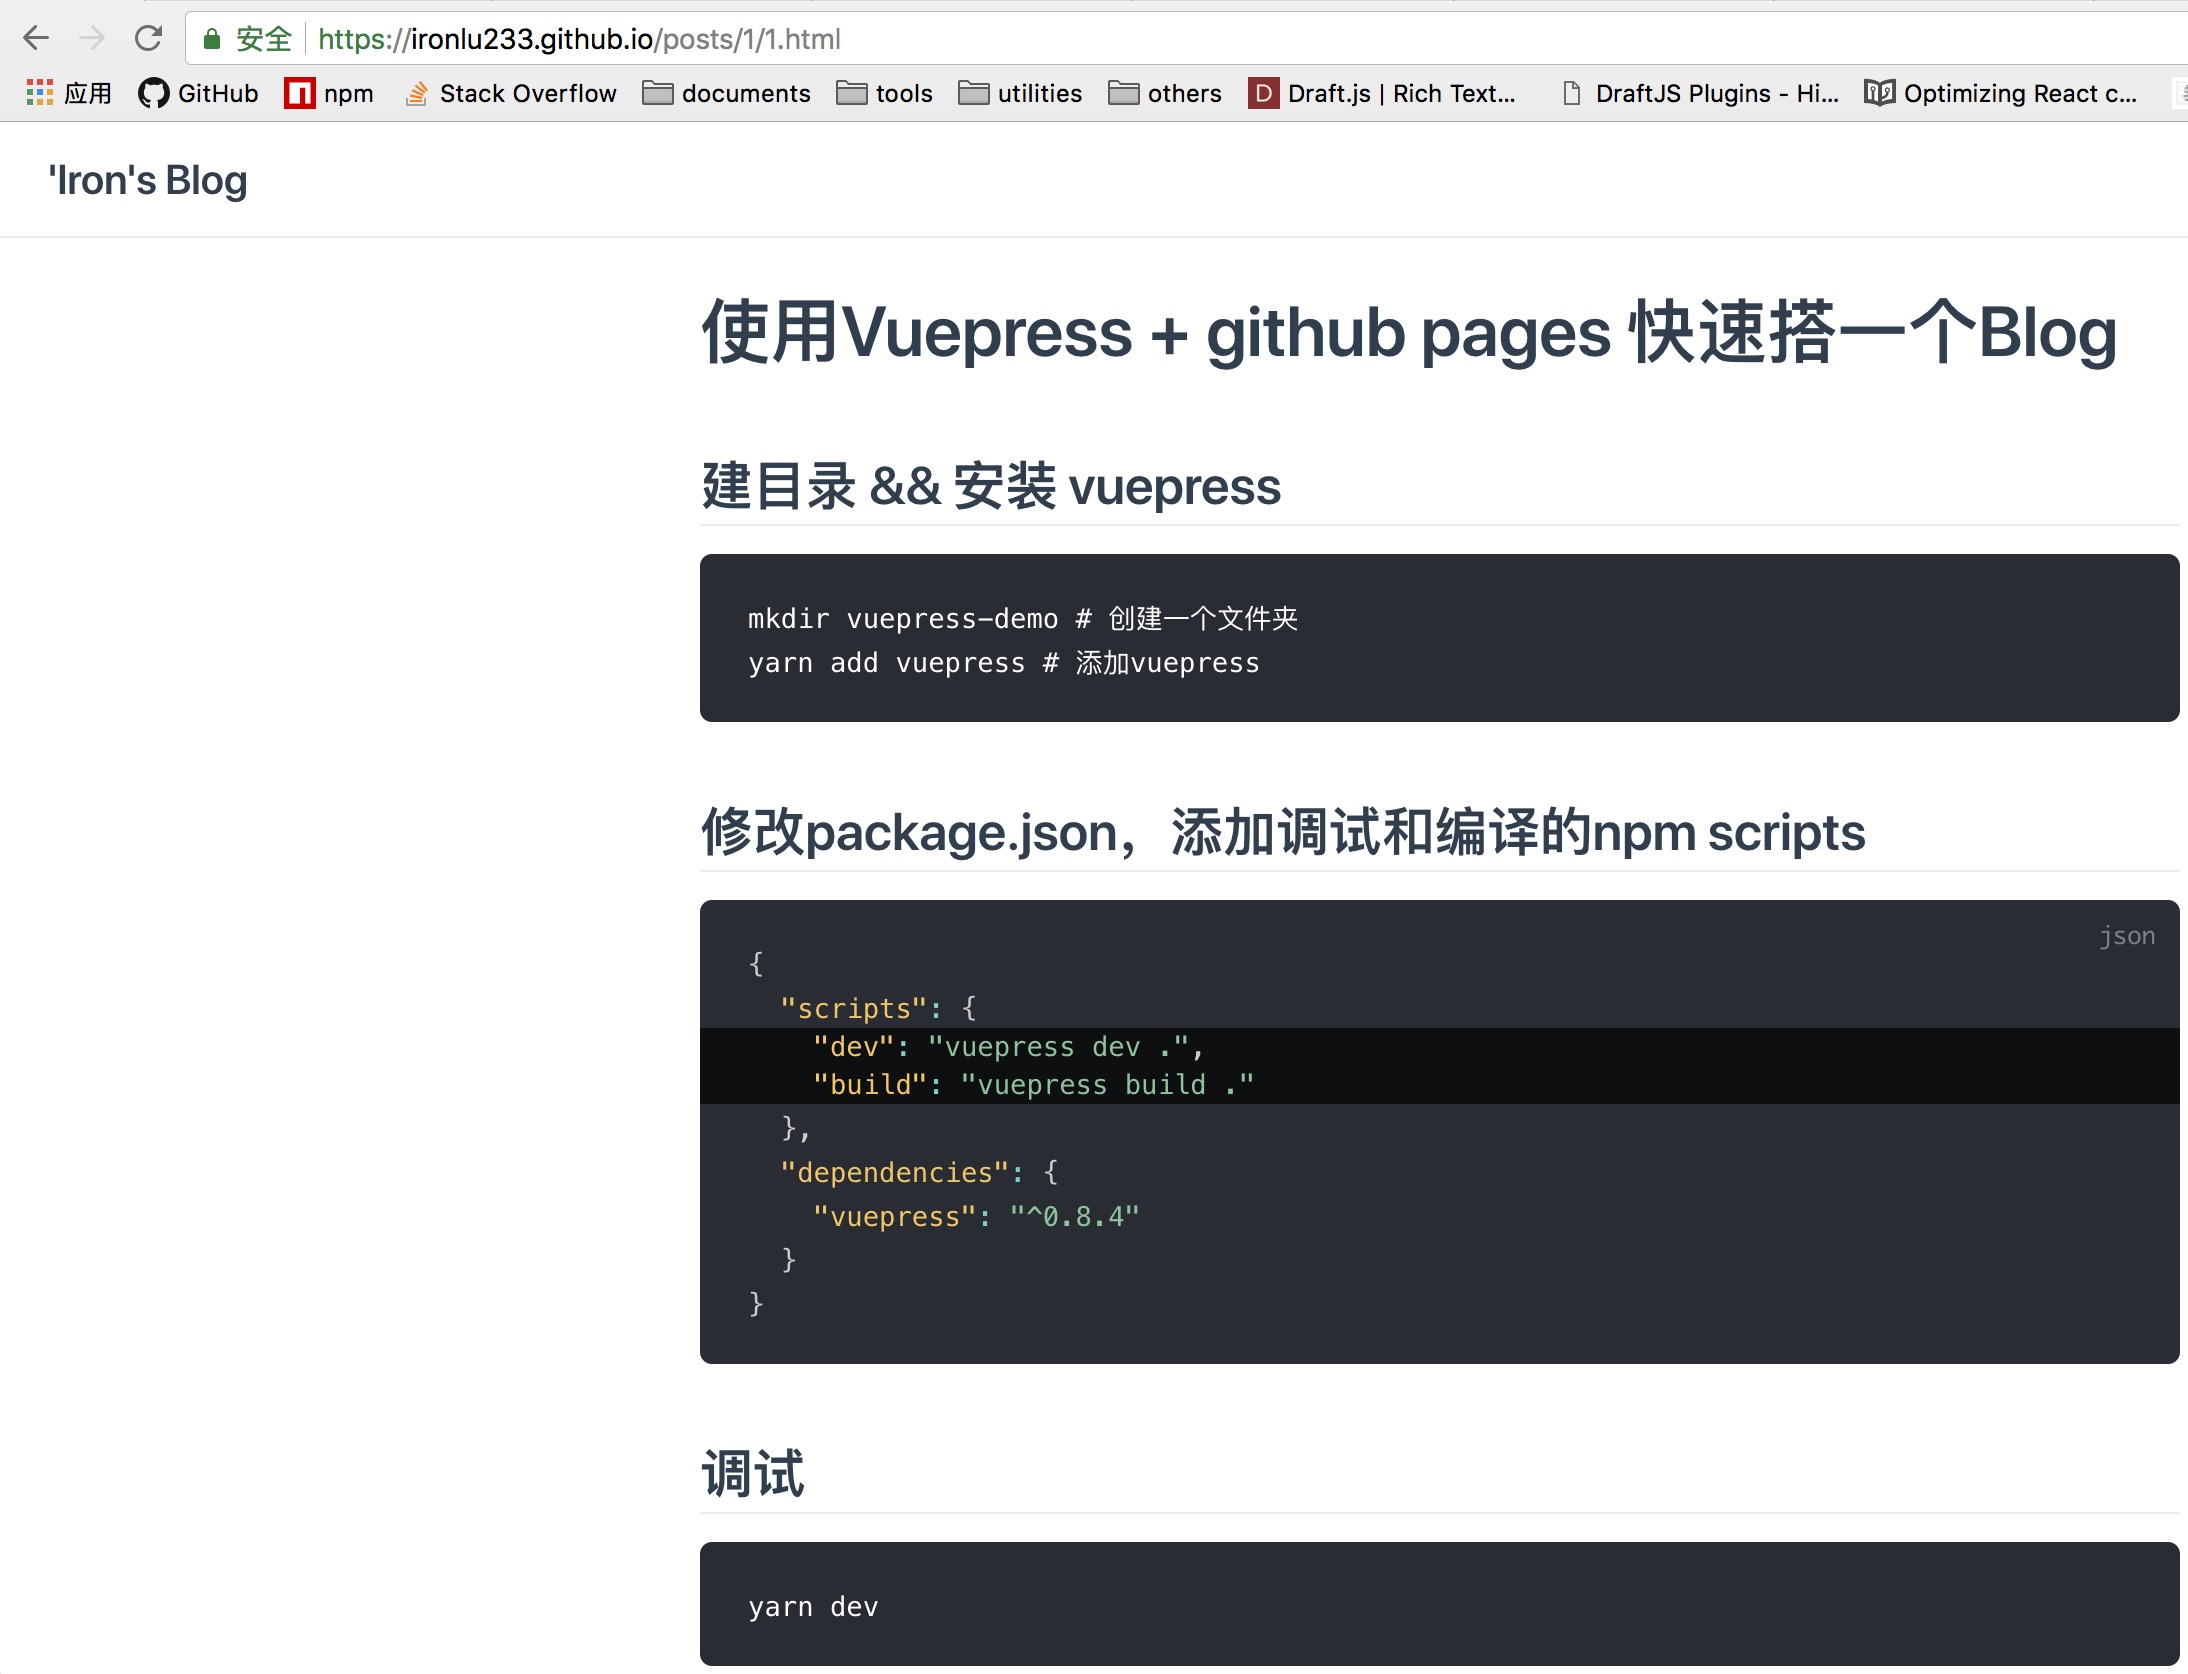 安全 https://ironlu233.github.io/posts/1/1.html
应用 GitHub npm Stack Overflow documents tools utilities others D Draft.js | Rich Text... DraftJS Plugins - Hi... Optimizing React c...
'Iron's Blog
使用Vuepress + github pages 快速搭一个Blog
建目录 && 安装 vuepress
mkdir vuepress-demo # 创建一个文件夹
yarn add vuepress # 添加vuepress
修改package.json，添加调试和编译的npm scripts
json
{
"scripts": {
"dev": "vuepress dev .",
"build": "vuepress build ."
},
"dependencies": {
"vuepress": "^0.8.4"
}
}
调试
yarn dev